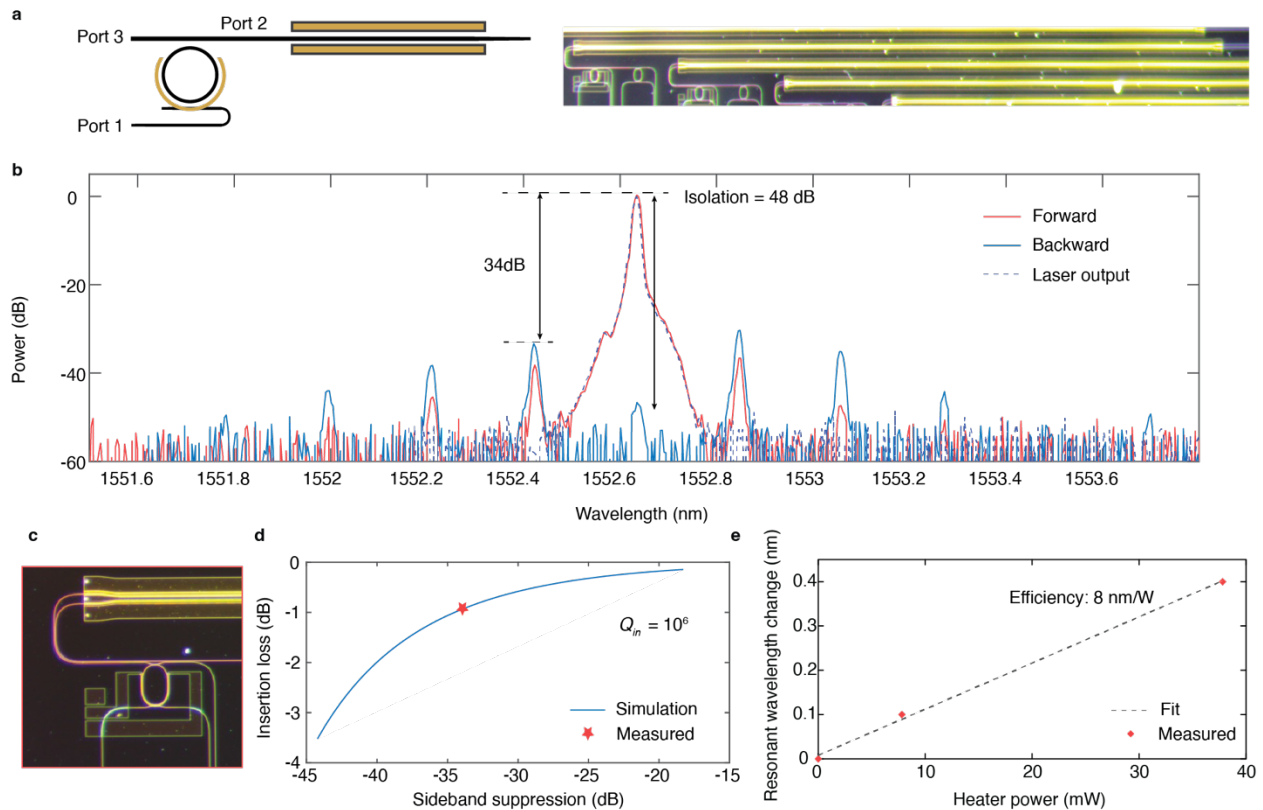 a
Port 3
Port 2
Port 1
b
Power (dB)
0
-20
-40
-60
34dB
Isolation = 48 dB
Forward
Backward
Laser output
1551.6
1551.8
1552
1552.2
1552.4
1552.6
1552.8
1553
1553.2
1553.4
1553.6
Wavelength (nm)
c
d
Insertion loss (dB)
0
-1
-2
-3
-4
Qin = 10⁶
Simulation
Measured
-45
-40
-35
-30
-25
-20
-15
Sideband suppression (dB)
e
Resonant wavelength change (nm)
0.4
0.3
0.2
0.1
0
Efficiency: 8 nm/W
Fit
Measured
0
10
20
30
40
Heater power (mW)